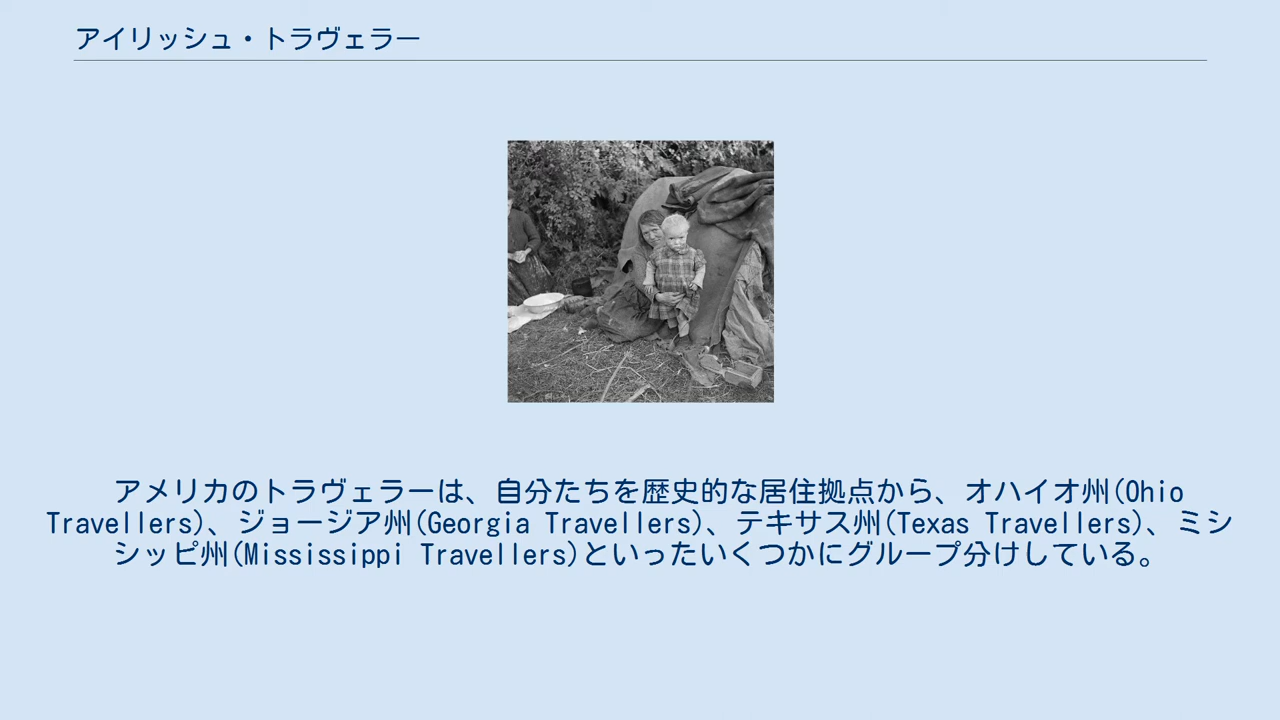 アイリッシュ・トラヴェラー
アメリカのトラヴェラーは、自分たちを歴史的な居住拠点から、オハイオ州(Ohio
Travellers)、ジョージア州(Georgia Travellers)、テキサス州(Texas Travellers)、ミシ
シッピ州(Mississippi Travellers)といったいくつかにグループ分けしている。